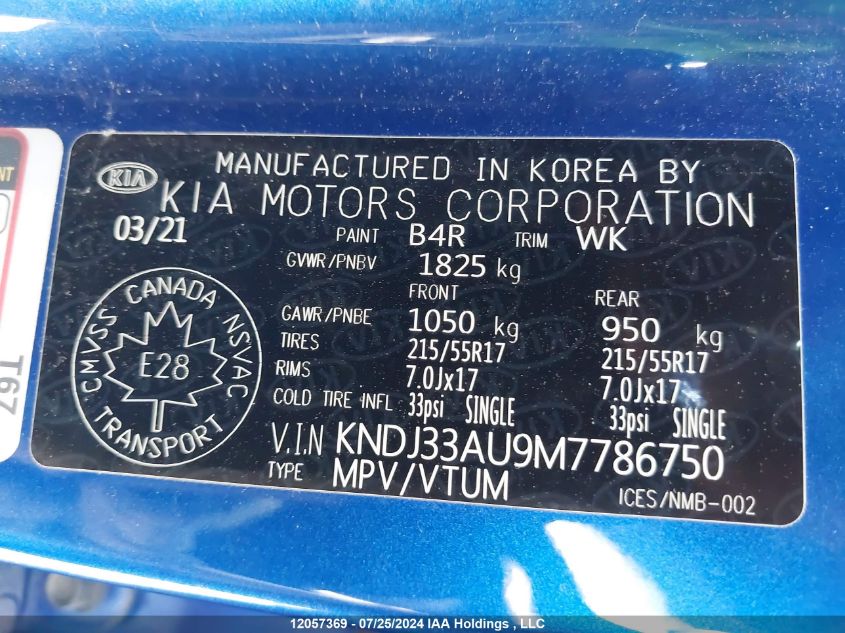 KIA
MANUFACTURED IN KOREA BY
KIA MOTORS CORPORATION
03/21 PAINT B4R TRIM WK
GVWR/PNBV 1825 kg
FRONT REAR
GAWR/PNBE 1050 kg 950 kg
TIRES 215/55R17 215/55R17
RIMS 7.0Jx17 7.0Jx17
COLD TIRE INFL 33psi SINGLE 33psi SINGLE
V.I.N KNDJ33AU9M7786750
TYPE MPV/VTUM
ICES/NMB-002
CANADA
CMVSS NSVAC
E28
TRANSPORT
167
12057369 - 07/25/2024 IAA Holdings , LLC